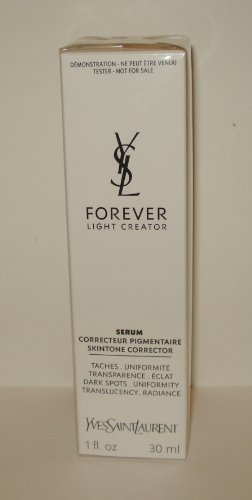 DÉMONSTRATION - NE PEUT ÊTRE VENDU
TESTER - NOT FOR SALE
YSL
FOREVER
LIGHT CREATOR
SERUM
CORRECTEUR PIGMENTAIRE
SKINTONE CORRECTOR
TACHES . UNIFORMITÉ
TRANSPARENCE . ÉCLAT
DARK SPOTS . UNIFORMITY
TRANSLUCENCY . RADIANCE
YVESSAINTLAURENT
1 fl. oz 30 ml